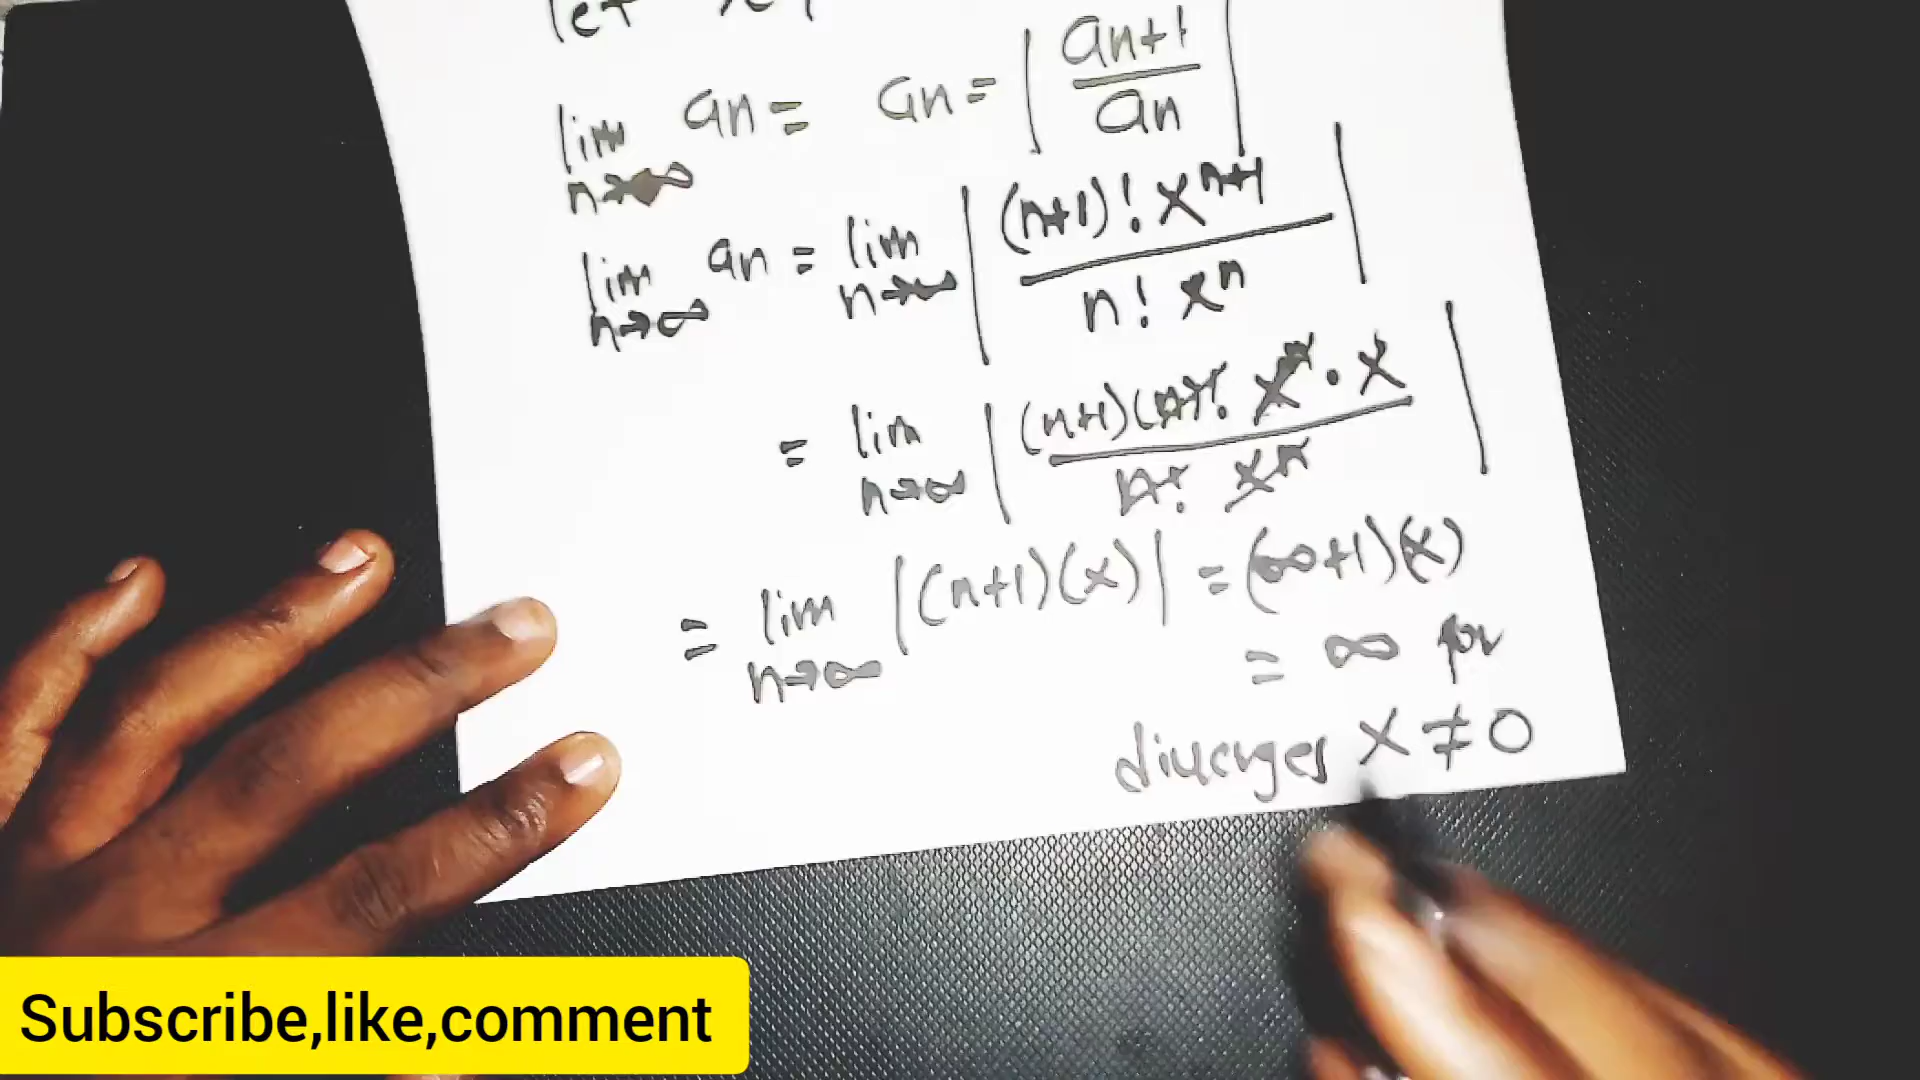 let
lim an = an = | an+1 / an |
n→∞
lim an = lim | (n+1)! x^n+1 / n! x^n |
n→∞ n→∞
= lim | (n+1)(n)! x^n · x / n! x^n |
n→∞
= lim |(n+1)(x)| = (∞+1)(x)
n→∞
= ∞ for
diverges x ≠ 0
Subscribe,like,comment